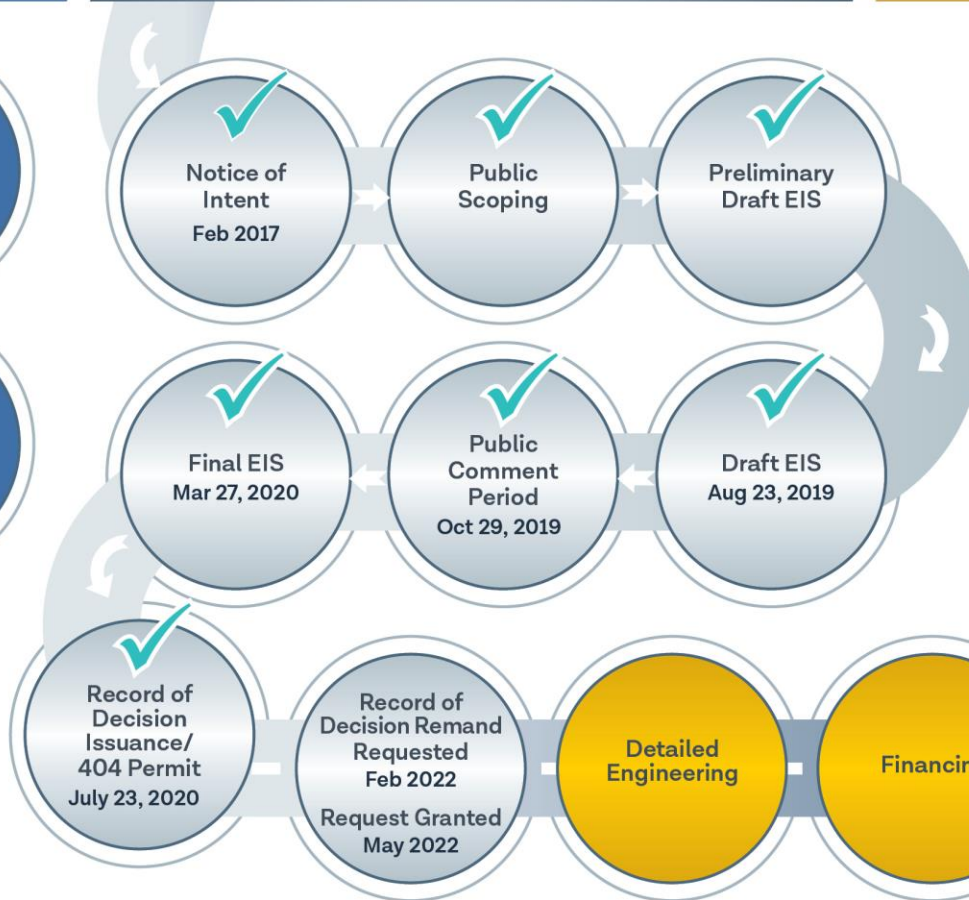 Notice of
Intent
Feb 2017
Public
Scoping
Preliminary
Draft EIS
Draft EIS
Aug 23, 2019
Public
Comment
Period
Oct 29, 2019
Final EIS
Mar 27, 2020
Record of
Decision
Issuance/
404 Permit
July 23, 2020
Record of
Decision Remand
Requested
Feb 2022
Request Granted
May 2022
Detailed
Engineering